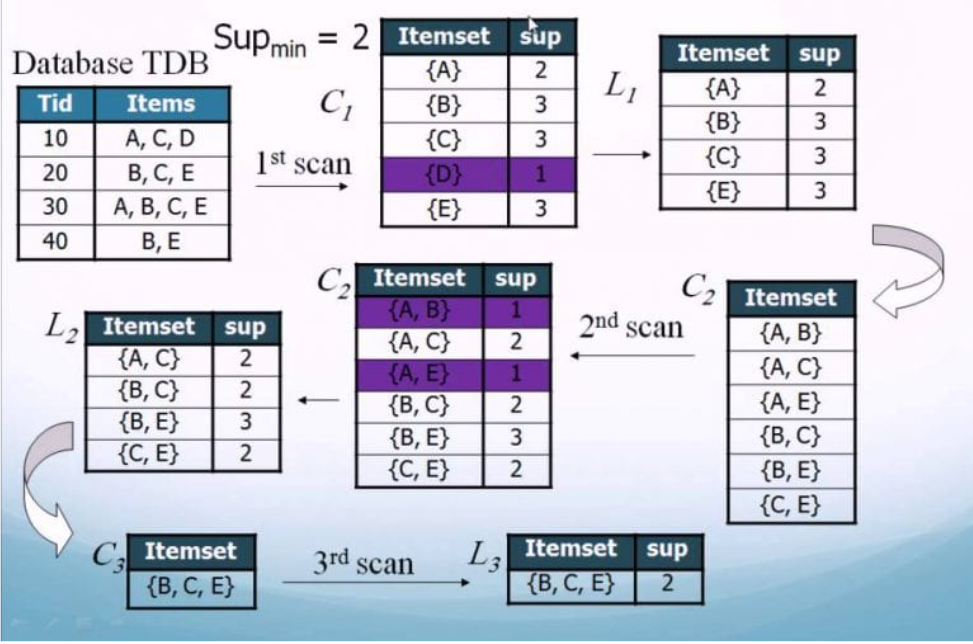 Sup_min = 2
Database TDB
Tid Items
10 A, C, D
20 B, C, E
30 A, B, C, E
40 B, E
1st scan
C1
Itemset sup
{A} 2
{B} 3
{C} 3
{D} 1
{E} 3
L1
Itemset sup
{A} 2
{B} 3
{C} 3
{E} 3
C2
Itemset
{A, B}
{A, C}
{A, E}
{B, C}
{B, E}
{C, E}
2nd scan
C2
Itemset sup
{A, B} 1
{A, C} 2
{A, E} 1
{B, C} 2
{B, E} 3
{C, E} 2
L2
Itemset sup
{A, C} 2
{B, C} 2
{B, E} 3
{C, E} 2
C3
Itemset
{B, C, E}
3rd scan
L3
Itemset sup
{B, C, E} 2